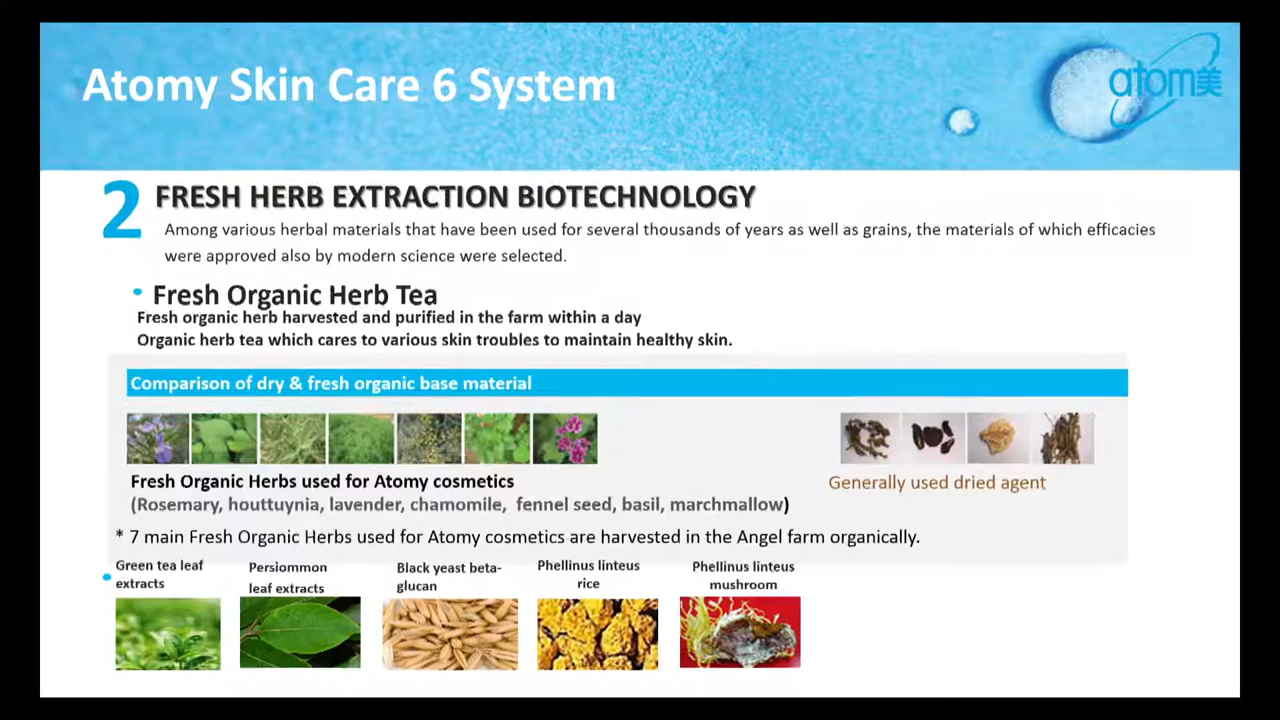 Atomy Skin Care 6 System
atom美
2 FRESH HERB EXTRACTION BIOTECHNOLOGY
Among various herbal materials that have been used for several thousands of years as well as grains, the materials of which efficacies
were approved also by modern science were selected.
• Fresh Organic Herb Tea
Fresh organic herb harvested and purified in the farm within a day
Organic herb tea which cares to various skin troubles to maintain healthy skin.
Comparison of dry & fresh organic base material
Fresh Organic Herbs used for Atomy cosmetics
(Rosemary, houttuynia, lavender, chamomile, fennel seed, basil, marchmallow)
Generally used dried agent
* 7 main Fresh Organic Herbs used for Atomy cosmetics are harvested in the Angel farm organically.
• Green tea leaf
extracts
Persiommon
leaf extracts
Black yeast beta-
glucan
Phellinus linteus
rice
Phellinus linteus
mushroom